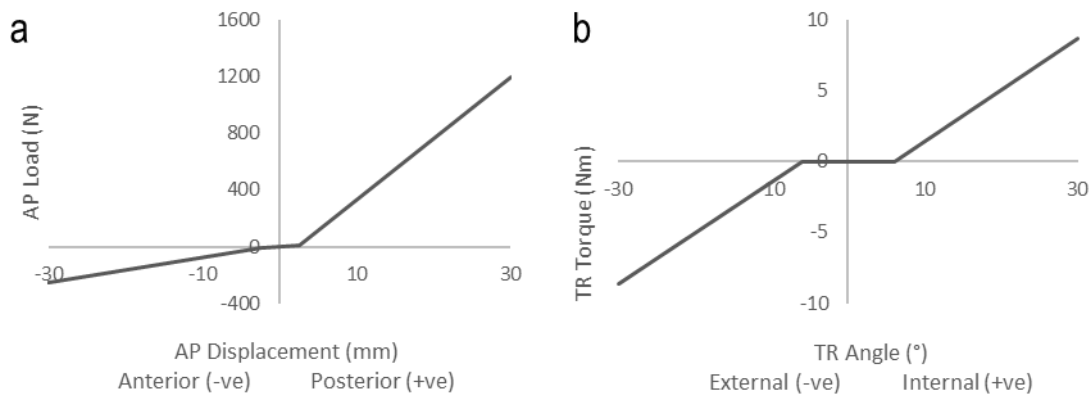 a
AP Load (N)
1600
1200
800
400
0
-400
-30
-10
10
30
AP Displacement (mm)
Anterior (-ve)
Posterior (+ve)
b
TR Torque (Nm)
10
5
0
-5
-10
-30
10
10
30
TR Angle (°)
External (-ve)
Internal (+ve)